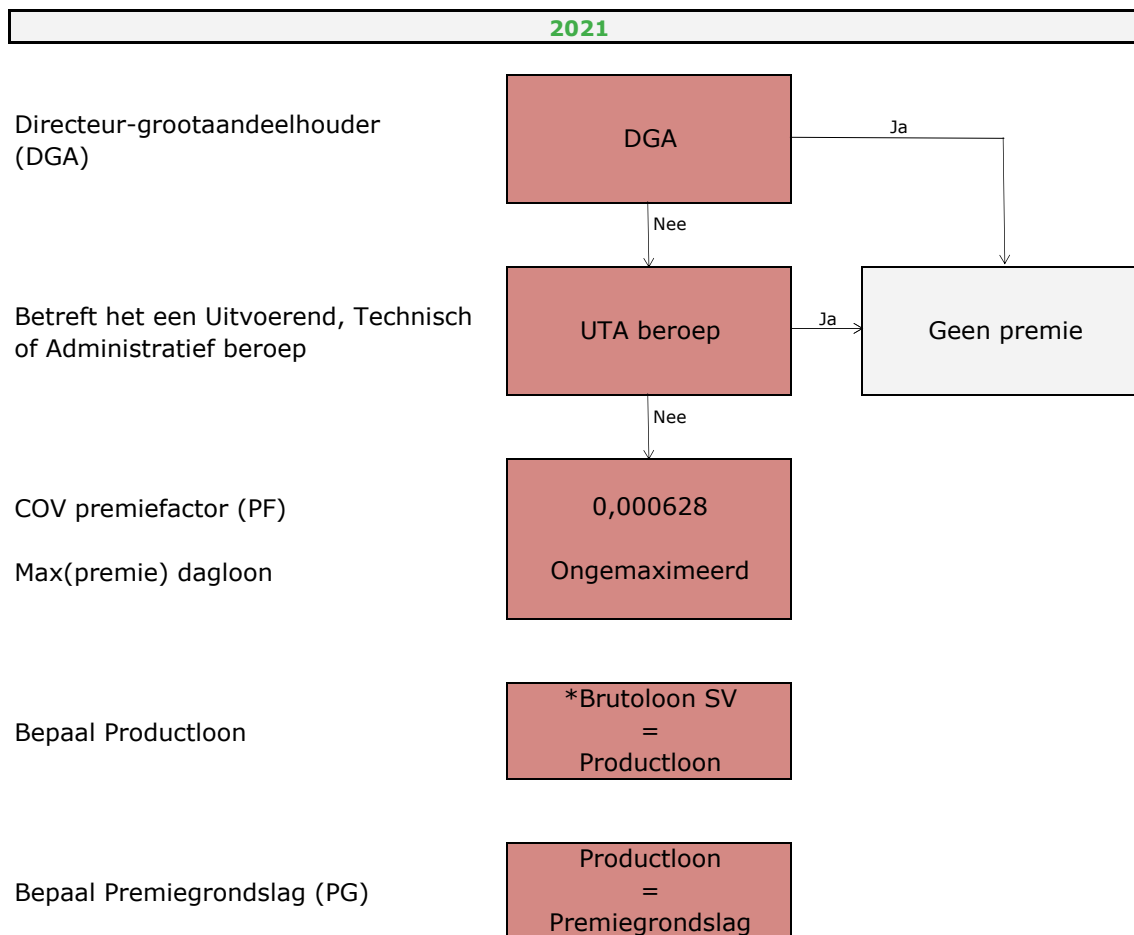 2021
Directeur-grootaandeelhouder
(DGA)
DGA
Ja
Nee
Betreft het een Uitvoerend, Technisch
of Administratief beroep
UTA beroep
Ja
Geen premie
Nee
COV premiefactor (PF)
0,000628
Max(premie) dagloon
Ongemaximeerd
Bepaal Productloon
*Brutoloon SV
=
Productloon
Bepaal Premiegrondslag (PG)
Productloon
=
Premiegrondslag